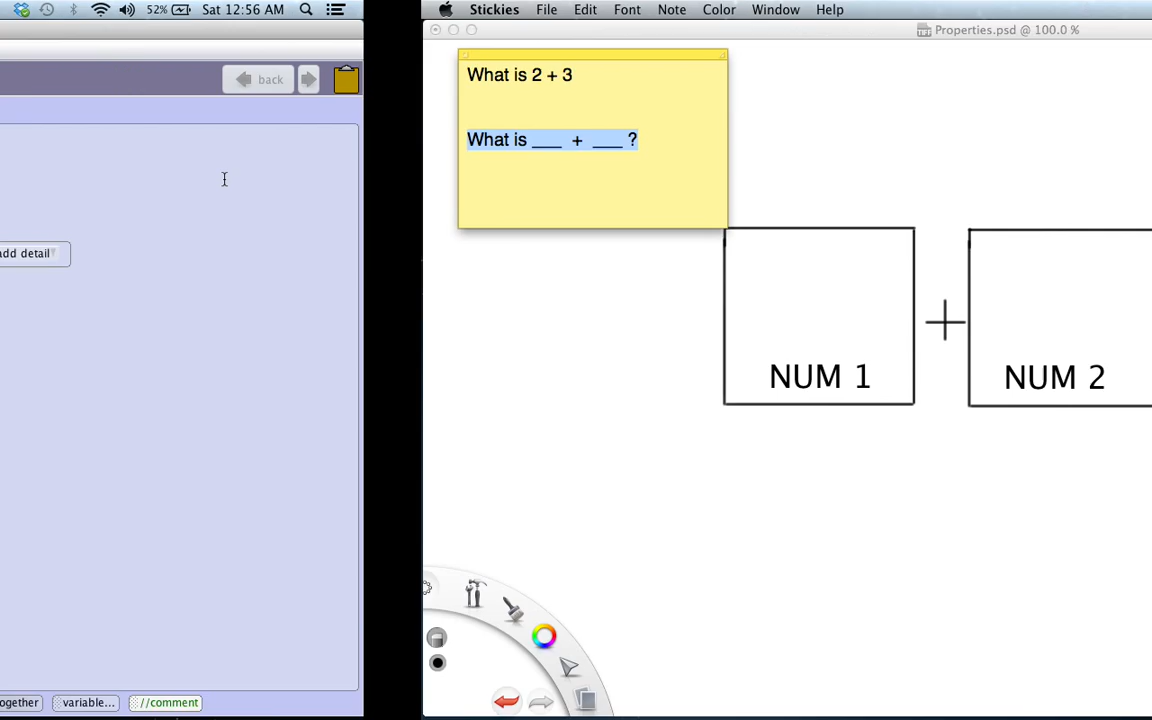 52% Sat 12:56 AM
Stickies File Edit Font Note Color Window Help
Properties.psd @ 100.0 %
back
What is 2 + 3
What is ___ + ___ ?
add detail
NUM 1
+
NUM 2
together variable... //comment